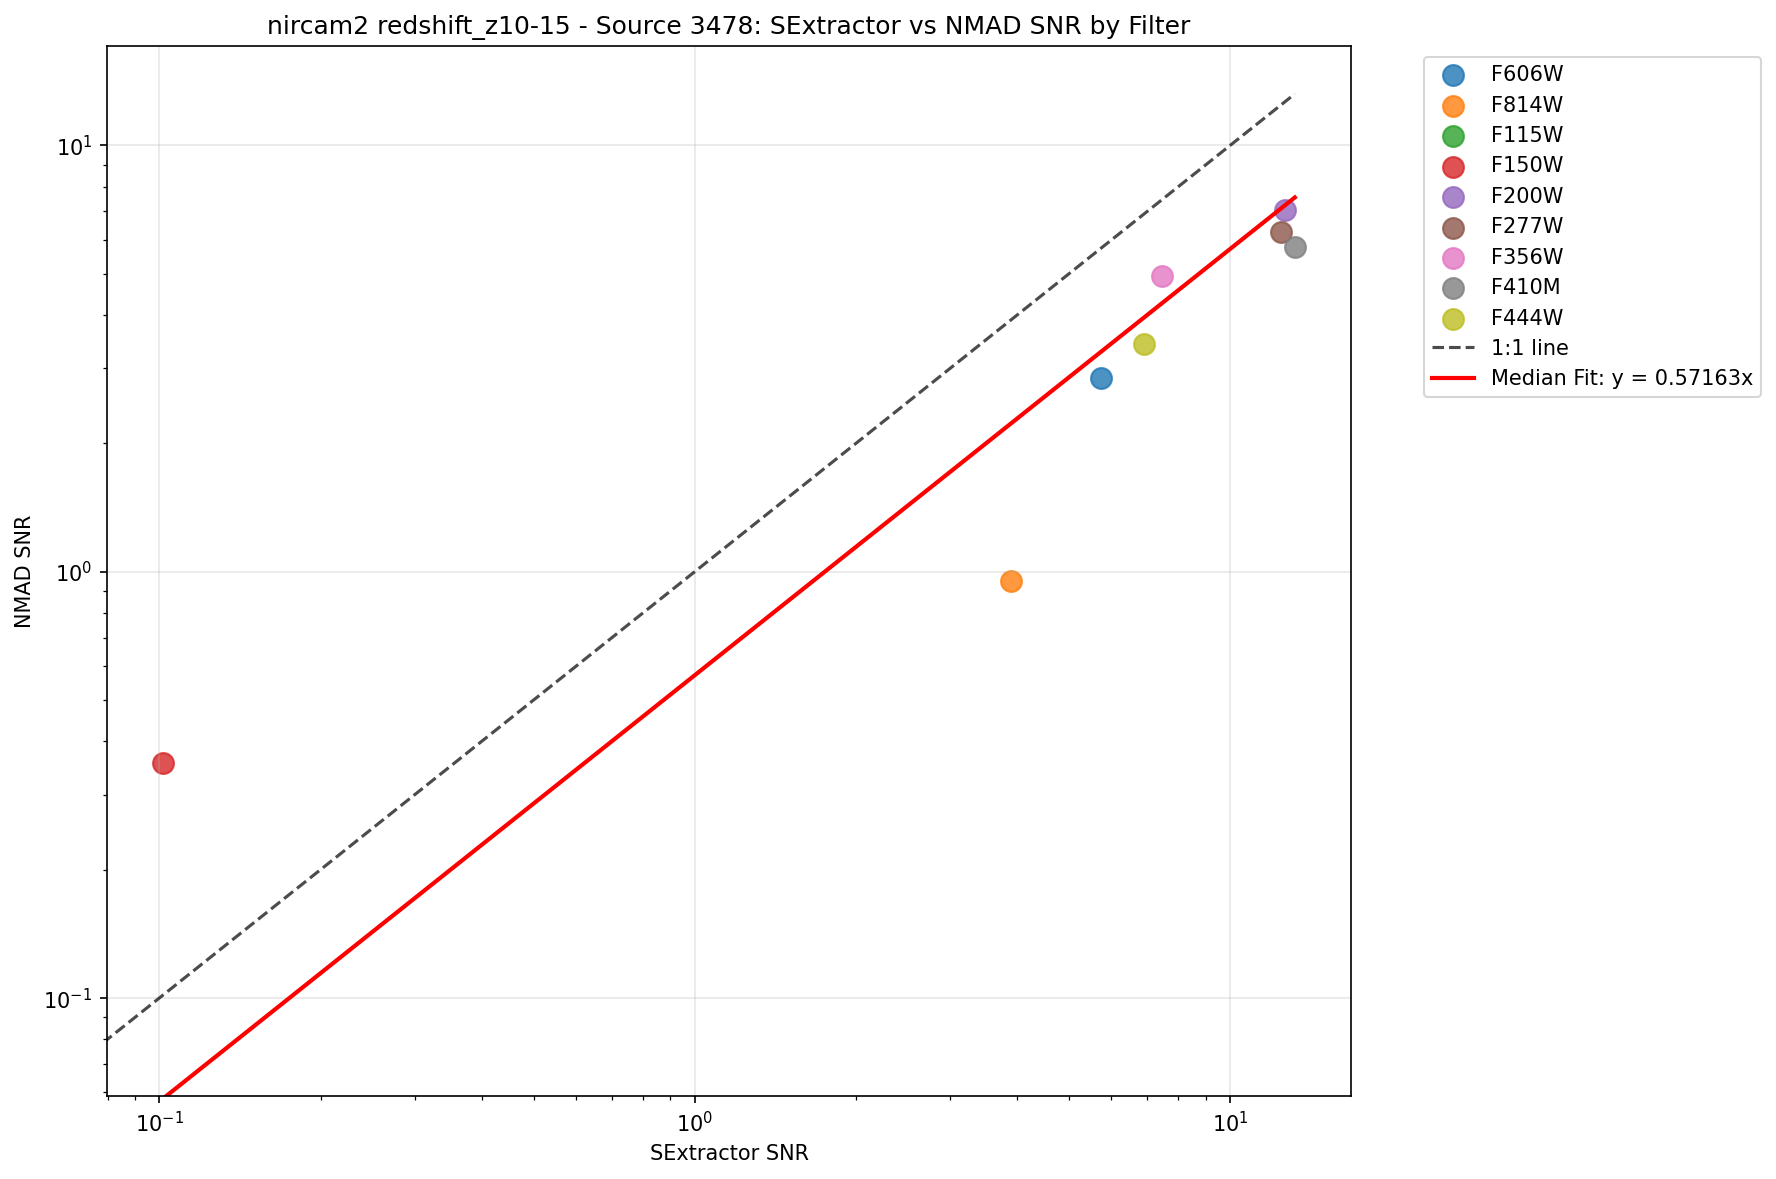 nircam2 redshift_z10-15 - Source 3478: SExtractor vs NMAD SNR by Filter
NMAD SNR
10¹
10⁰
10⁻¹
10⁻¹ 10⁰ 10¹
SExtractor SNR
F606W
F814W
F115W
F150W
F200W
F277W
F356W
F410M
F444W
1:1 line
Median Fit: y = 0.57163x